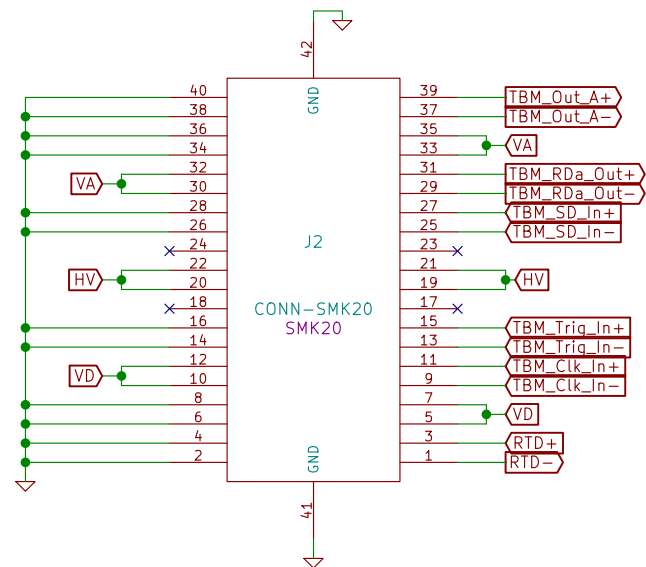 42
GND
40 39 TBM_Out_A+
38 37 TBM_Out_A-
36 35
VA
34 33
32 31 TBM_RDa_Out+
VA
30 29 TBM_RDa_Out-
28 27 TBM_SD_In+
26 25 TBM_SD_In-
J2
24 23
22 21
HV HV
20 19
18 17
CONN-SMK20
SMK20
16 15 TBM_Trig_In+
14 13 TBM_Trig_In-
12 11 TBM_Clk_In+
VD
10 9 TBM_Clk_In-
8 7
VD
6 5
4 3 RTD+
2 1 RTD-
GND
41